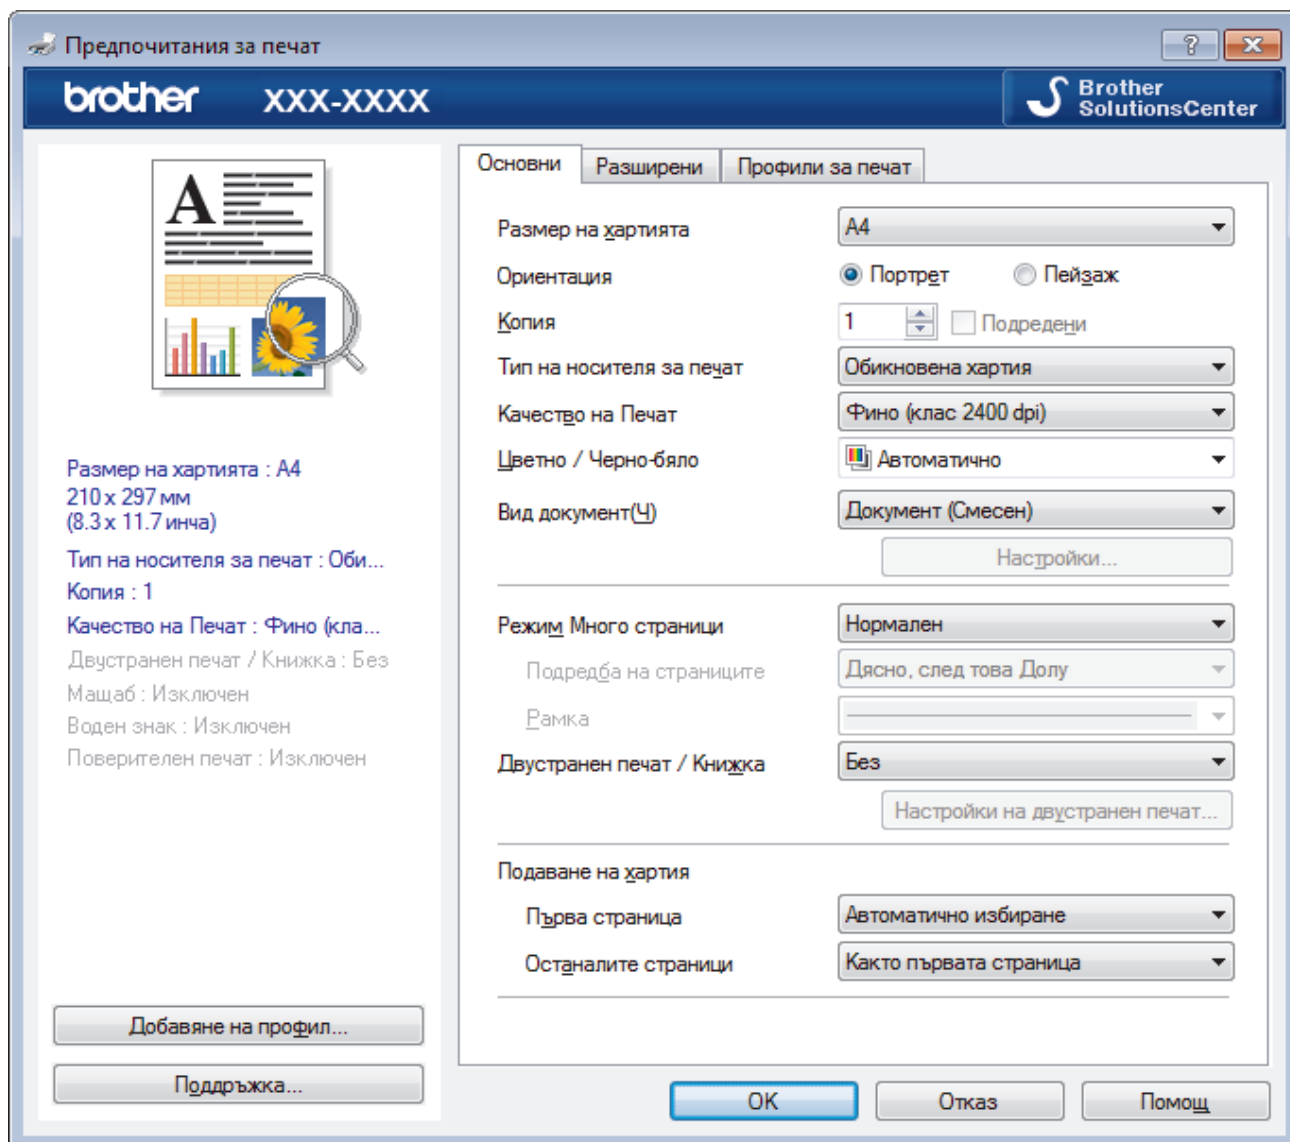 Предпочитания за печат
brother XXX-XXXX
Brother
SolutionsCenter
A
Размер на хартията : A4
210 x 297 мм
(8.3 x 11.7 инча)
Тип на носителя за печат : Оби...
Копия : 1
Качество на Печат : Фино (кла...
Двустранен печат / Книжка : Без
Мащаб : Изключен
Воден знак : Изключен
Поверителен печат : Изключен
Добавяне на профил...
Поддръжка...
Основни Разширени Профили за печат
Размер на хартията A4
Ориентация Портрет Пейзаж
Копия 1 Подредени
Тип на носителя за печат Обикновена хартия
Качество на Печат Фино (клас 2400 dpi)
Цветно / Черно-бяло Автоматично
Вид документ(Ч) Документ (Смесен)
Настройки...
Режим Много страници Нормален
Подредба на страниците Дясно, след това Долу
Рамка
Двустранен печат / Книжка Без
Настройки на двустранен печат...
Подаване на хартия
Първа страница Автоматично избиране
Останалите страници Както първата страница
OK Отказ Помощ